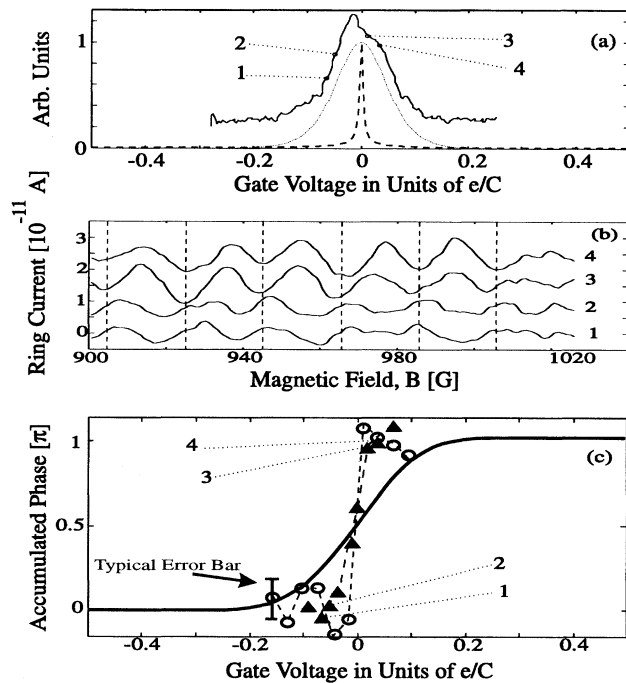 (a)
Arb. Units
1
0
1
2
3
4
-0.4 -0.2 0 0.2 0.4
Gate Voltage in Units of e/C
(b)
Ring Current [10⁻¹¹ A]
3
2
1
0
4
3
2
1
900 940 980 1020
Magnetic Field, B [G]
(c)
Accumulated Phase [π]
1
0.5
0
4
3
Typical Error Bar
2
1
-0.4 -0.2 0 0.2 0.4
Gate Voltage in Units of e/C